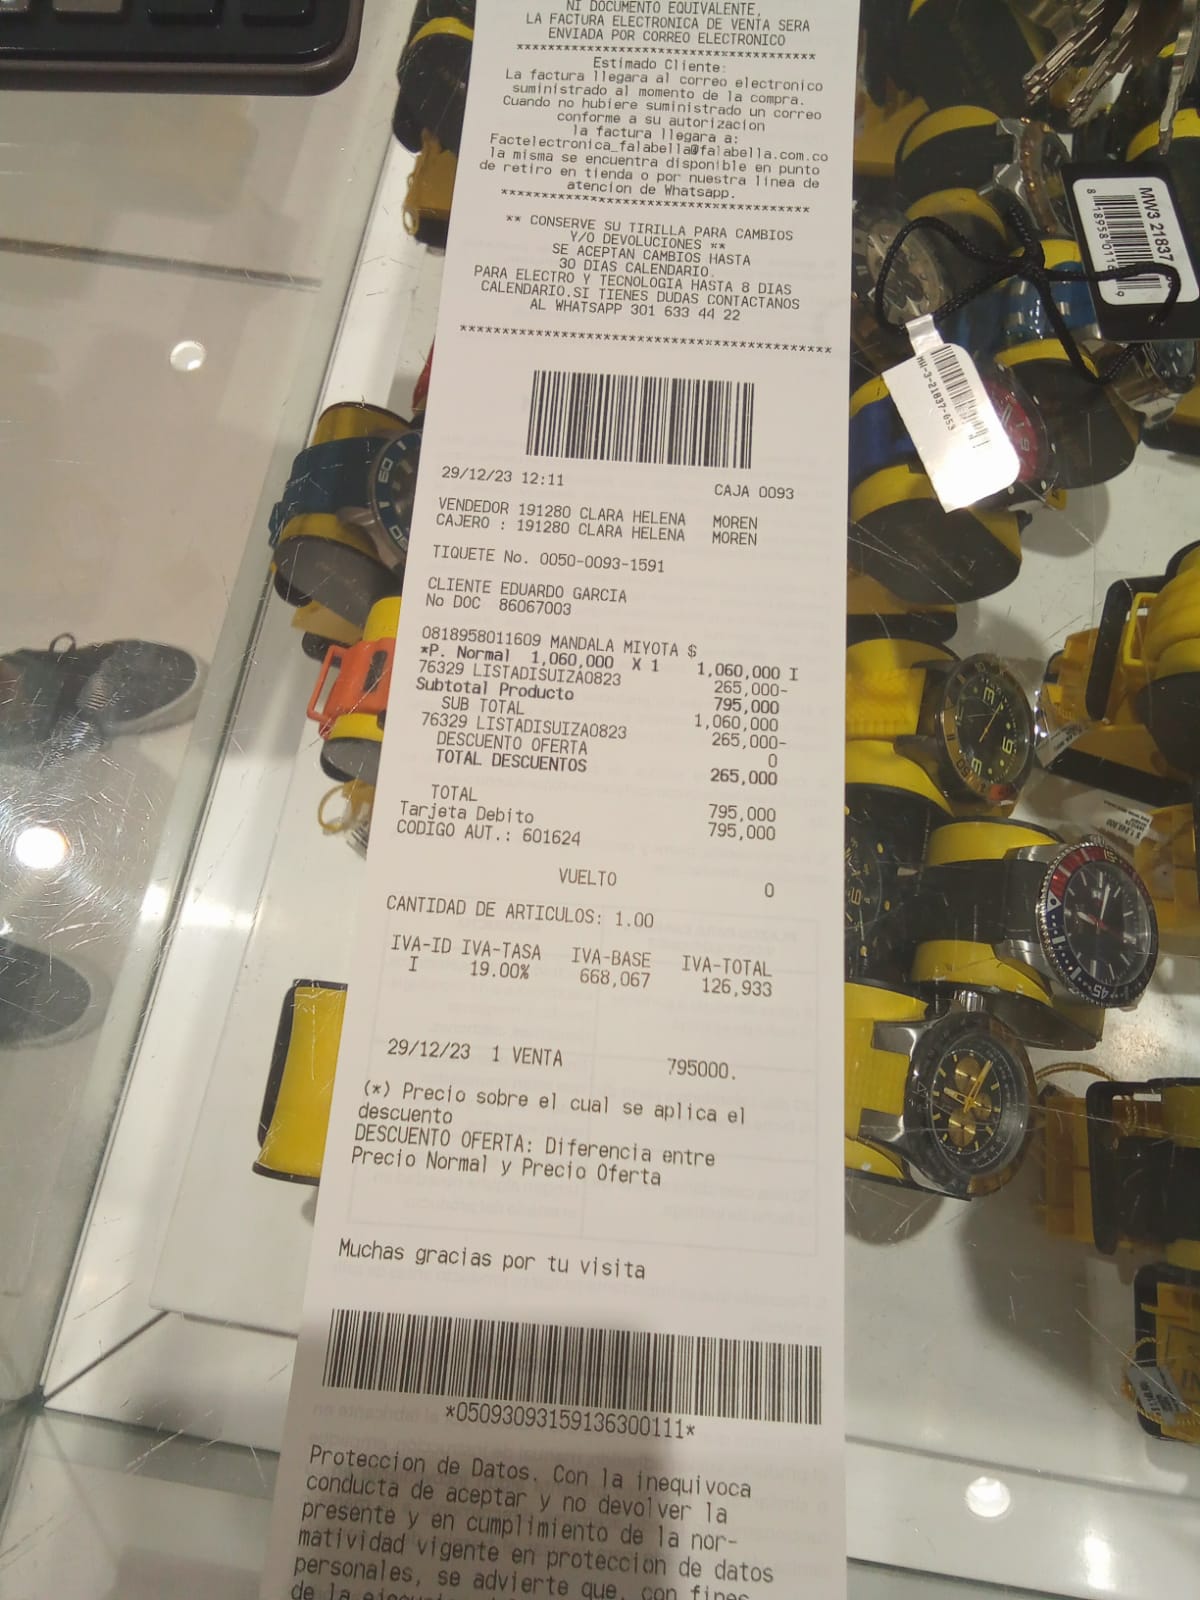 NI DOCUMENTO EQUIVALENTE,
LA FACTURA ELECTRONICA DE VENTA SERA
ENVIADA POR CORREO ELECTRONICO
*************************************
Estimado Cliente:
La factura llegara al correo electronico
suministrado al momento de la compra.
Cuando no hubiere suministrado un correo
conforme a su autorizacion
la factura llegara a:
Factelectronica_falabella@falabella.com.co
la misma se encuentra disponible en punto
de retiro en tienda o por nuestra linea de
atencion de Whatsapp.
*************************************
** CONSERVE SU TIRILLA PARA CAMBIOS
Y/O DEVOLUCIONES **
SE ACEPTAN CAMBIOS HASTA
30 DIAS CALENDARIO.
PARA ELECTRO Y TECNOLOGIA HASTA 8 DIAS
CALENDARIO.SI TIENES DUDAS CONTACTANOS
AL WHATSAPP 301 633 44 22
******************************************
29/12/23 12:11 CAJA 0093
VENDEDOR 191280 CLARA HELENA MOREN
CAJERO : 191280 CLARA HELENA MOREN
TIQUETE No. 0050-0093-1591
CLIENTE EDUARDO GARCIA
No DOC 86067003
0818958011609 MANDALA MIYOTA $
*P. Normal 1,060,000 X 1 1,060,000 I
76329 LISTADISUIZA0823 265,000-
Subtotal Producto 795,000
SUB TOTAL 1,060,000
76329 LISTADISUIZA0823 265,000-
DESCUENTO OFERTA 0
TOTAL DESCUENTOS 265,000
TOTAL 795,000
Tarjeta Debito 795,000
CODIGO AUT.: 601624
VUELTO 0
CANTIDAD DE ARTICULOS: 1.00
IVA-ID IVA-TASA IVA-BASE IVA-TOTAL
I 19.00% 668,067 126,933
29/12/23 1 VENTA 795000.
(*) Precio sobre el cual se aplica el
descuento
DESCUENTO OFERTA: Diferencia entre
Precio Normal y Precio Oferta
Muchas gracias por tu visita
*05093093159136300111*
Proteccion de Datos. Con la inequivoca
conducta de aceptar y no devolver la
presente y en cumplimiento de la nor-
matividad vigente en proteccion de datos
personales, se advierte que, con fines
MW3 21837
MW-3-21837-653